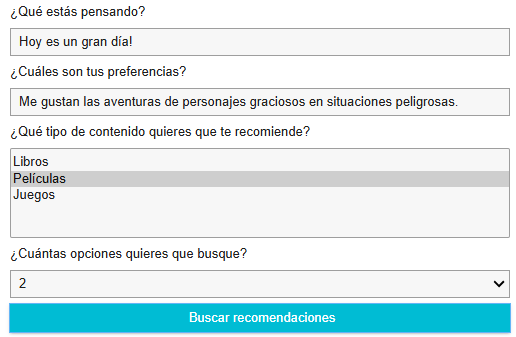 ¿Qué estás pensando?
Hoy es un gran día!
¿Cuáles son tus preferencias?
Me gustan las aventuras de personajes graciosos en situaciones peligrosas.
¿Qué tipo de contenido quieres que te recomiende?
Libros
Películas
Juegos
¿Cuántas opciones quieres que busque?
2
Buscar recomendaciones